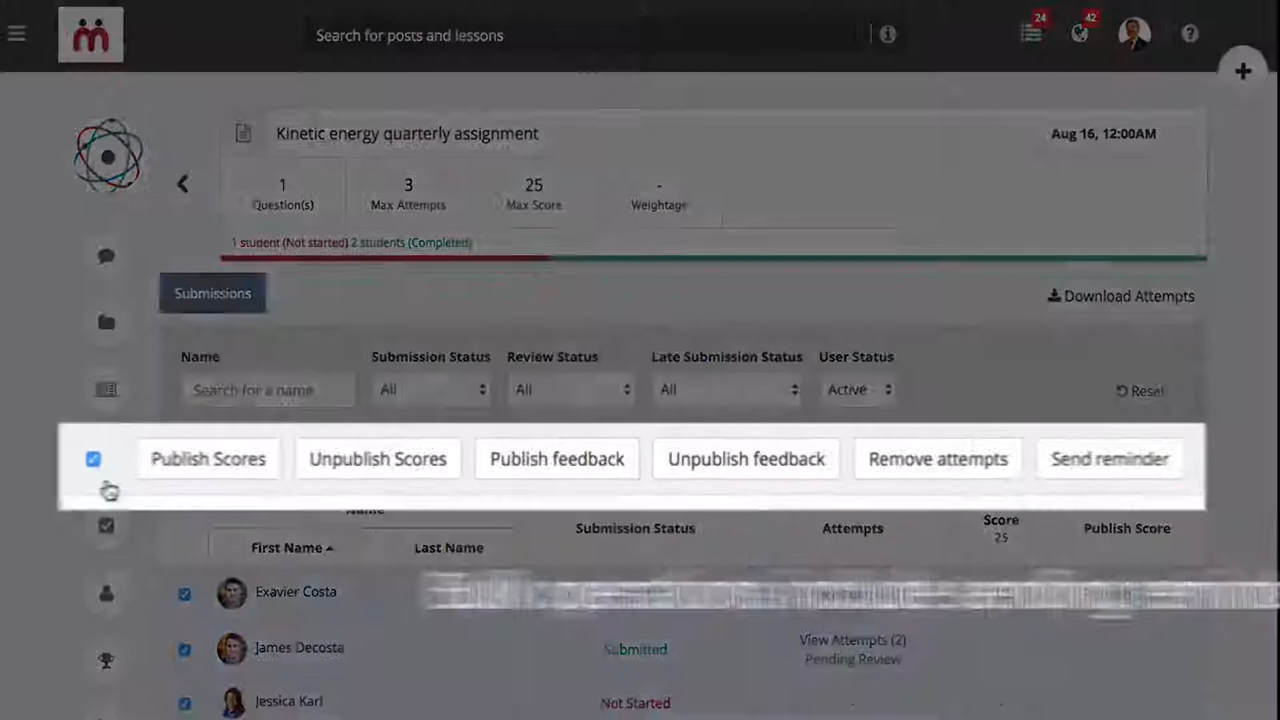 Search for posts and lessons
24
42
Kinetic energy quarterly assignment
Aug 16, 12:00AM
1
3
25
-
Question(s)
Max Attempts
Max Score
Weightage
1 student (Not started) 2 students (Completed)
Submissions
Download Attempts
Name
Submission Status
Review Status
Late Submission Status
User Status
Search for a name
All
All
All
Active
Reset
Publish Scores
Unpublish Scores
Publish feedback
Unpublish feedback
Remove attempts
Send reminder
Name
Submission Status
Attempts
Score
25
Publish Score
First Name
Last Name
Exavier Costa
James Decosta
Submitted
View Attempts (2)
Pending Review
Jessica Karl
Not Started